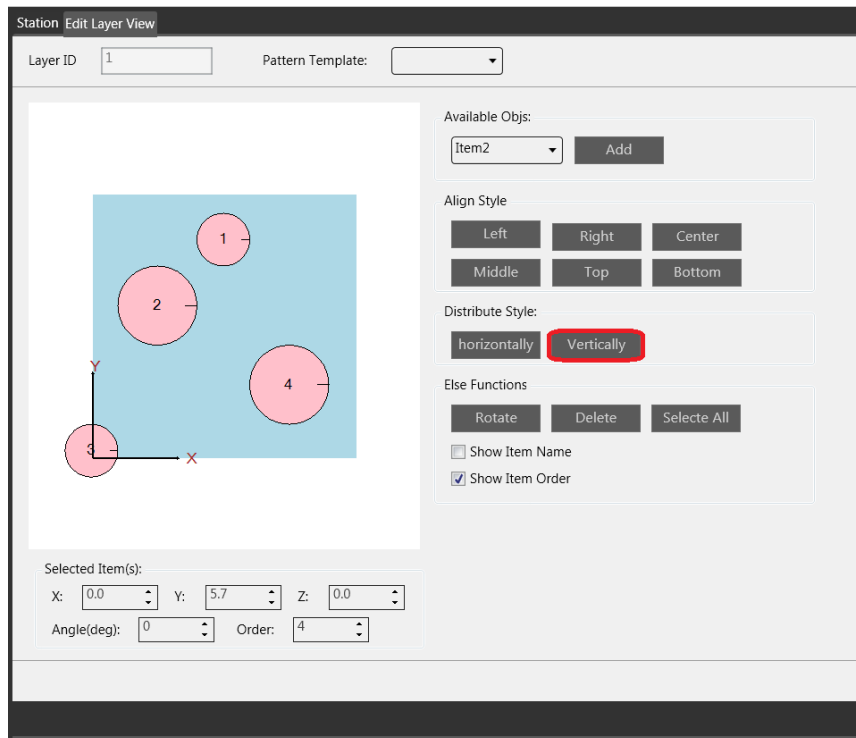 Station Edit Layer View
Layer ID 1 Pattern Template:
Available Objs:
Item2 Add
Align Style
Left Right Center
Middle Top Bottom
Distribute Style:
horizontally Vertically
Else Functions
Rotate Delete Selecte All
Show Item Name
Show Item Order
1
2
4
Y
3
X
Selected Item(s):
X: 0.0 Y: 5.7 Z: 0.0
Angle(deg): 0 Order: 4